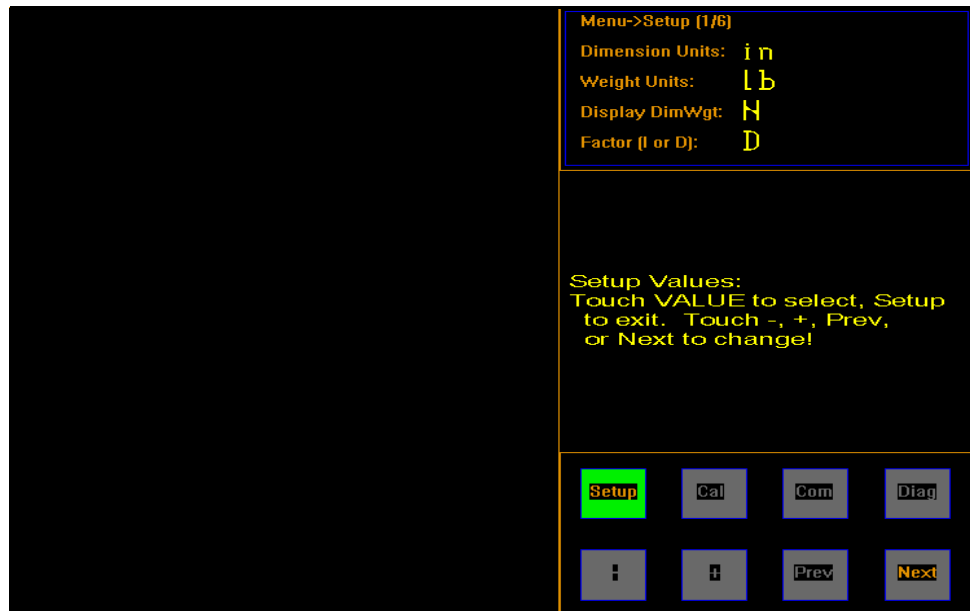 Menu->Setup (1/6)
Dimension Units: in
Weight Units: lb
Display DimWgt: N
Factor (I or D): D
Setup Values:
Touch VALUE to select, Setup
to exit. Touch -, +, Prev,
or Next to change!
Setup Cal Com Diag
- + Prev Next